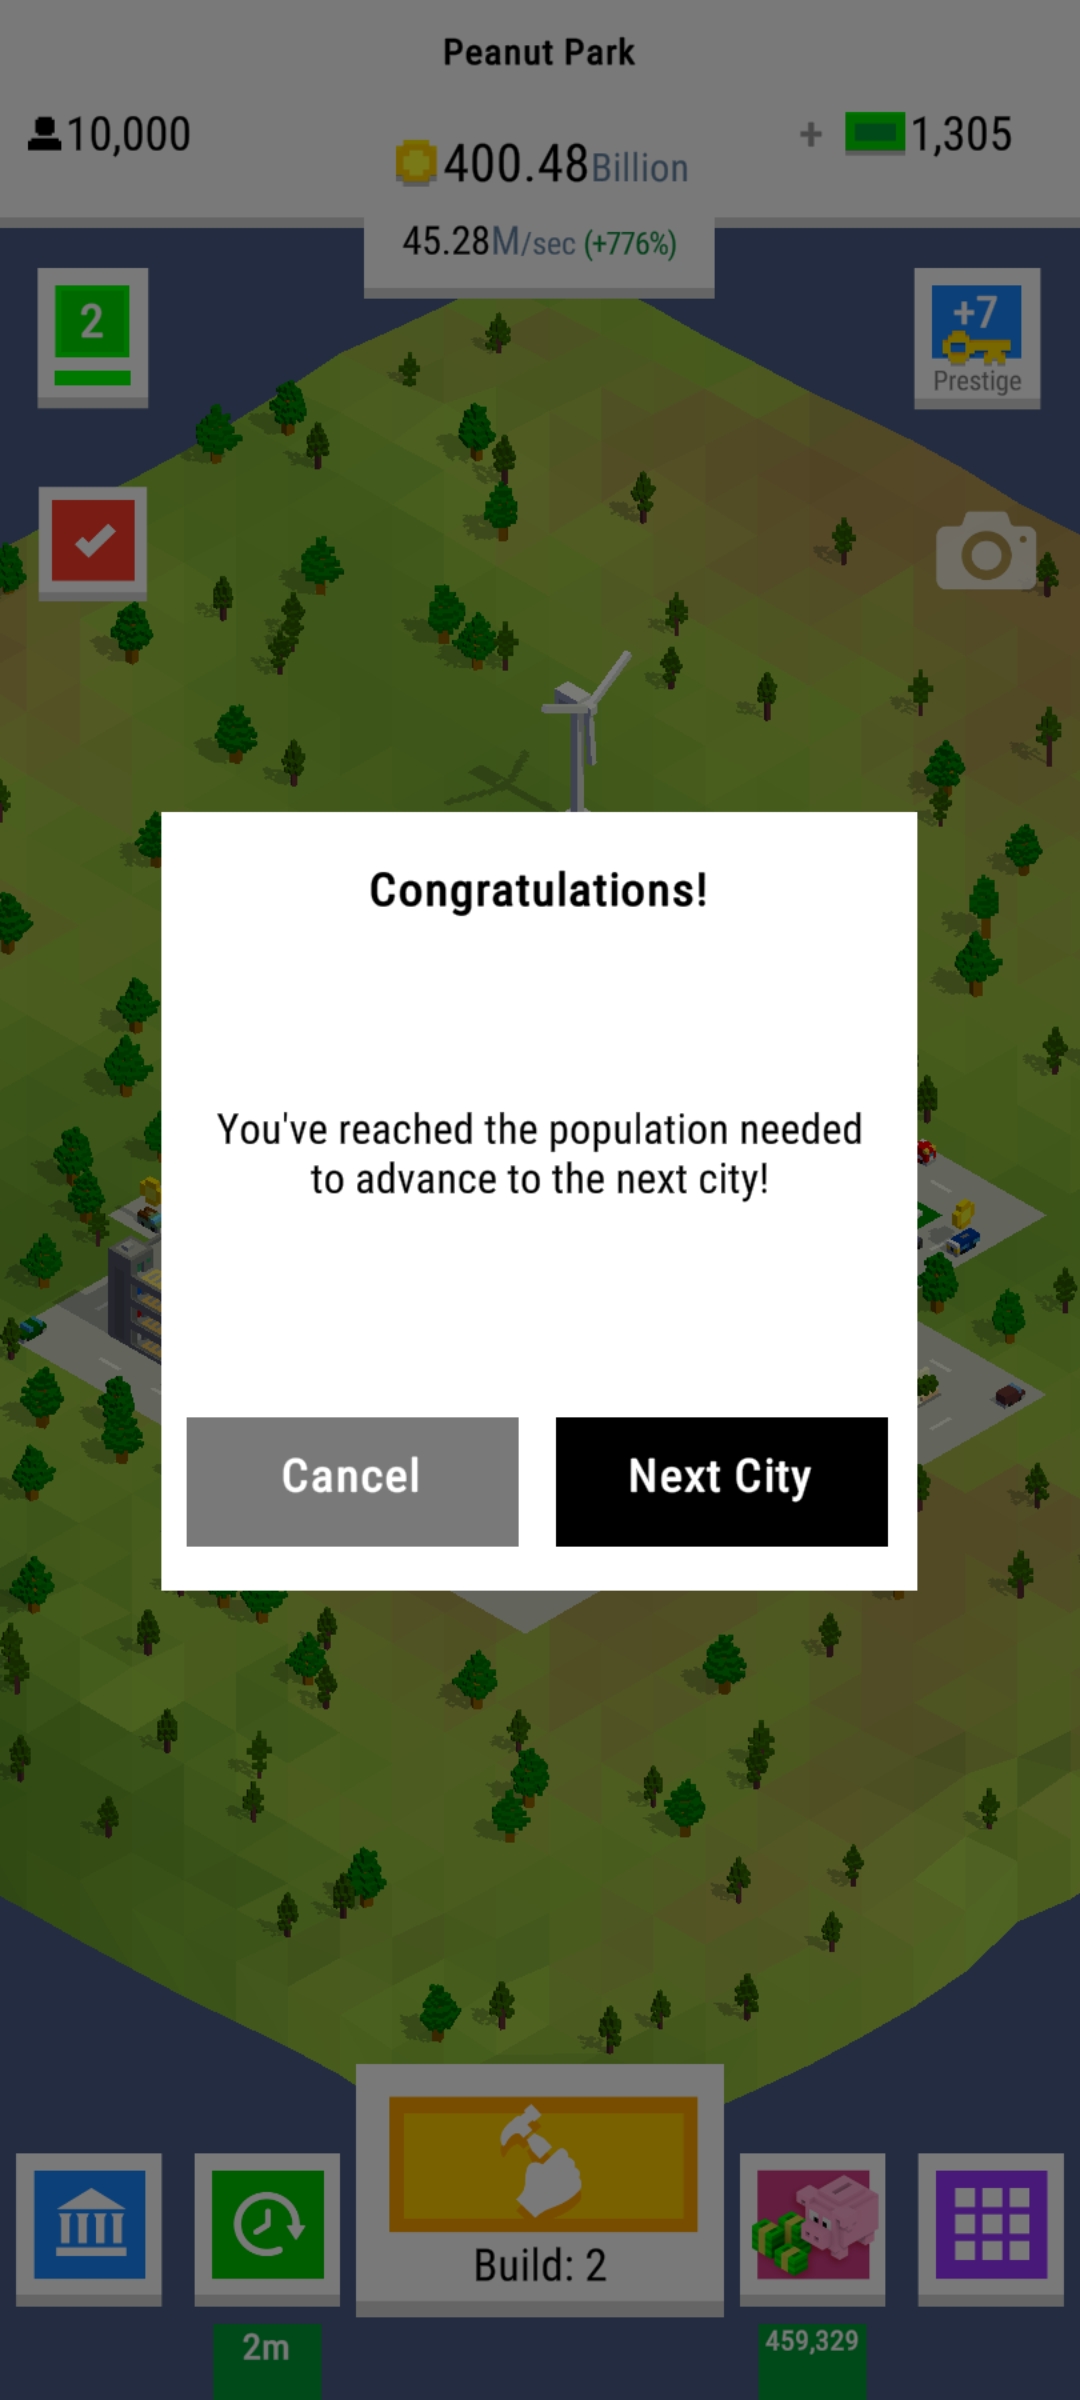 Peanut Park
10,000
400.48Billion
+ 1,305
45.28M/sec (+776%)
2
+7
Prestige
Congratulations!
You've reached the population needed
to advance to the next city!
Cancel
Next City
Build: 2
2m
459,329